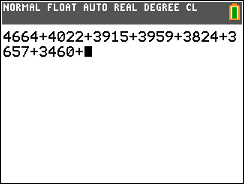 NORMAL FLOAT AUTO REAL DEGREE CL
4664+4022+3915+3959+3824+3
657+3460+